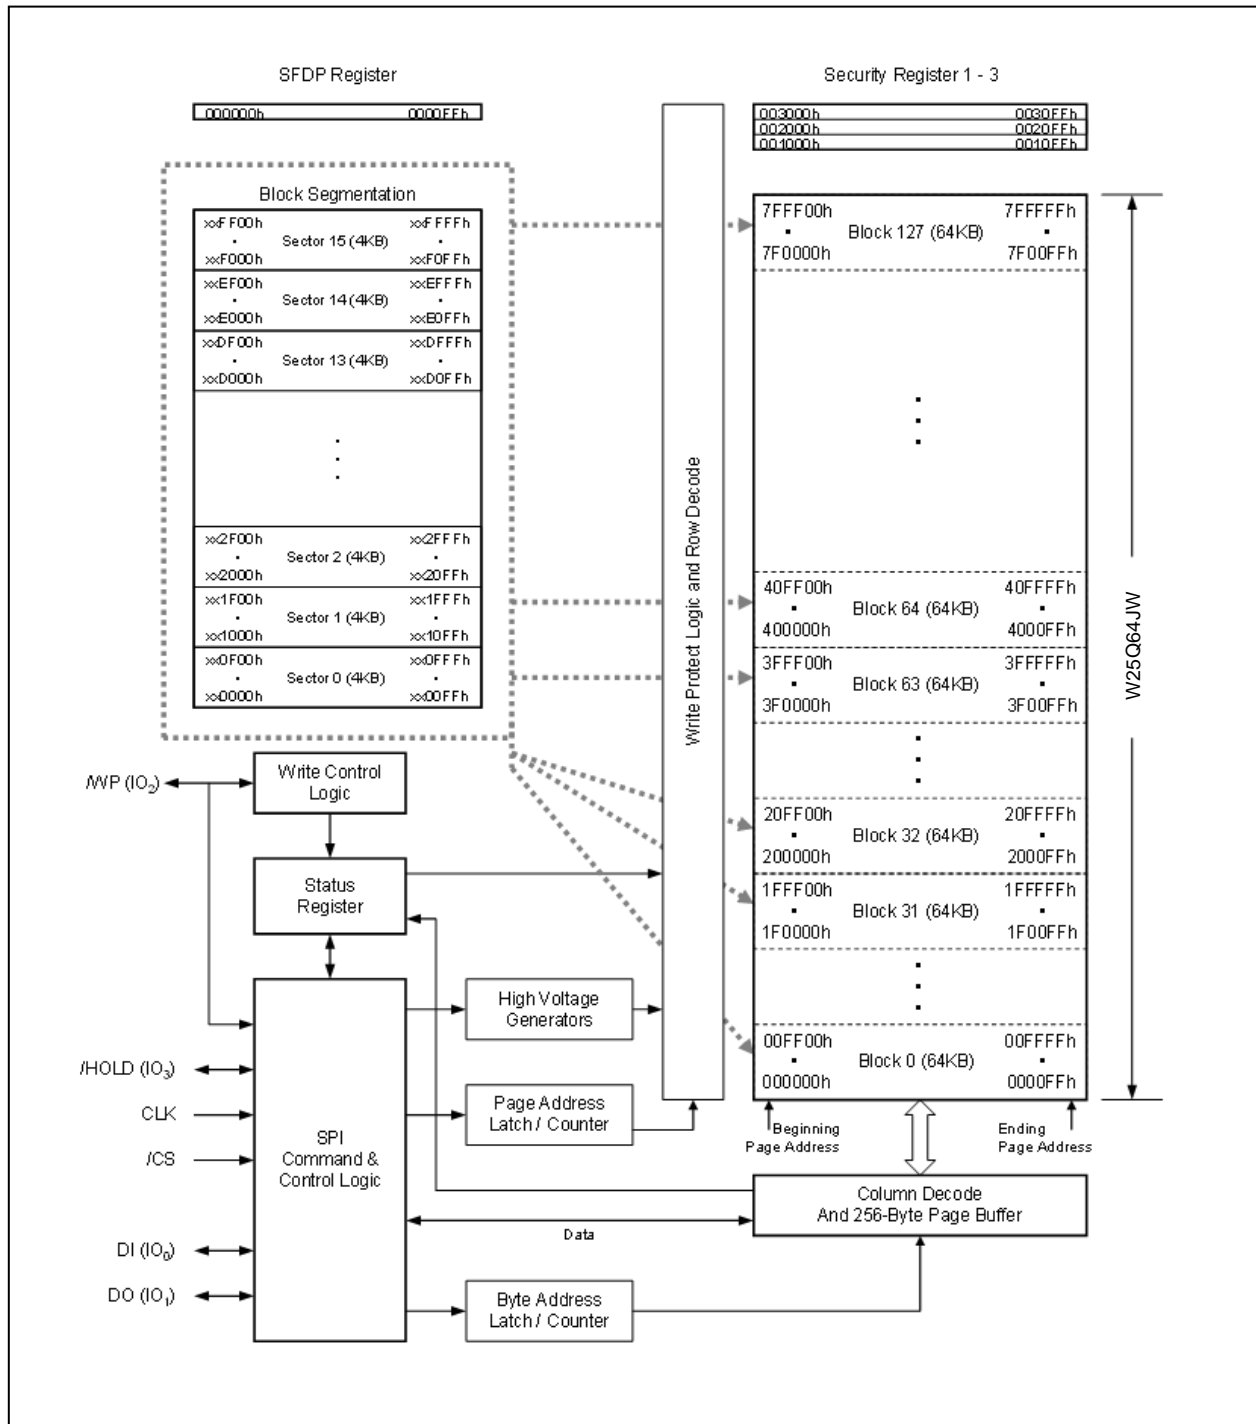 SFDP Register
000000h 0000FFh
Security Register 1 - 3
003000h 0030FFh
002000h 0020FFh
001000h 0010FFh
Block Segmentation
xxFF00h xxFFFFh
Sector 15 (4KB)
xxF000h xxF0FFh
xxEF00h xxEFFFh
Sector 14 (4KB)
xxE000h xxE0FFh
xxDF00h xxDFFFh
Sector 13 (4KB)
xxD000h xxD0FFh
xx2F00h xx2FFFh
Sector 2 (4KB)
xx2000h xx20FFh
xx1F00h xx1FFFh
Sector 1 (4KB)
xx1000h xx10FFh
xx0F00h xx0FFFh
Sector 0 (4KB)
xx0000h xx00FFh
Write Protect Logic and Row Decode
7FFF00h 7FFFFFh
Block 127 (64KB)
7F0000h 7F00FFh
40FF00h 40FFFFh
Block 64 (64KB)
400000h 4000FFh
3FFF00h 3FFFFFh
Block 63 (64KB)
3F0000h 3F00FFh
20FF00h 20FFFFh
Block 32 (64KB)
200000h 2000FFh
1FFF00h 1FFFFFh
Block 31 (64KB)
1F0000h 1F00FFh
00FF00h 00FFFFh
Block 0 (64KB)
000000h 0000FFh
W25Q64JW
Beginning
Page Address
Ending
Page Address
/WP (IO2)
Write Control
Logic
Status
Register
High Voltage
Generators
/HOLD (IO3)
CLK
/CS
DI (IO0)
DO (IO1)
SPI
Command &
Control Logic
Page Address
Latch / Counter
Column Decode
And 256-Byte Page Buffer
Data
Byte Address
Latch / Counter